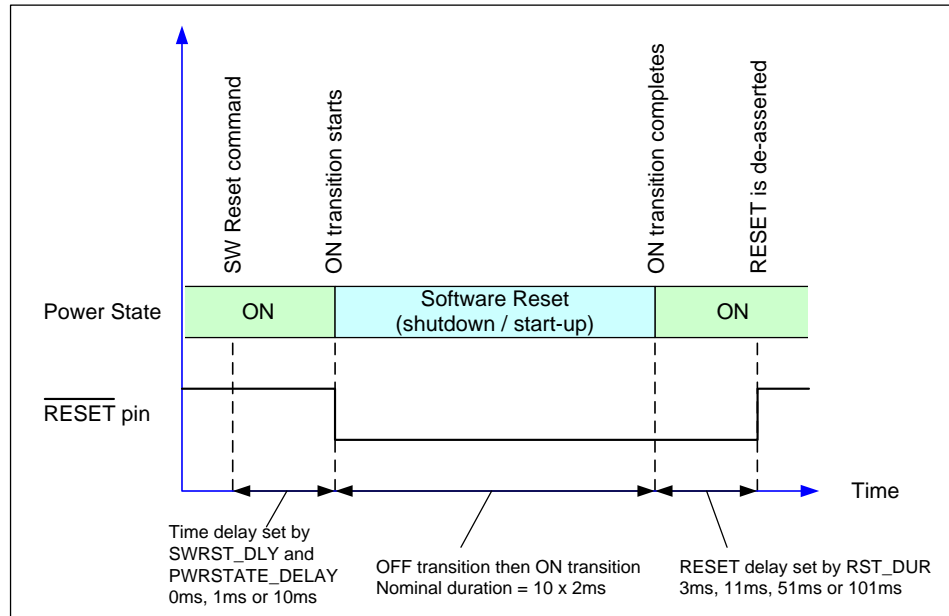 SW Reset command
ON transition starts
ON transition completes
RESET is de-asserted
Power State
ON
Software Reset
(shutdown / start-up)
ON
RESET pin
Time
Time delay set by
SWRST_DLY and
PWRSTATE_DELAY
0ms, 1ms or 10ms
OFF transition then ON transition
Nominal duration = 10 x 2ms
RESET delay set by RST_DUR
3ms, 11ms, 51ms or 101ms